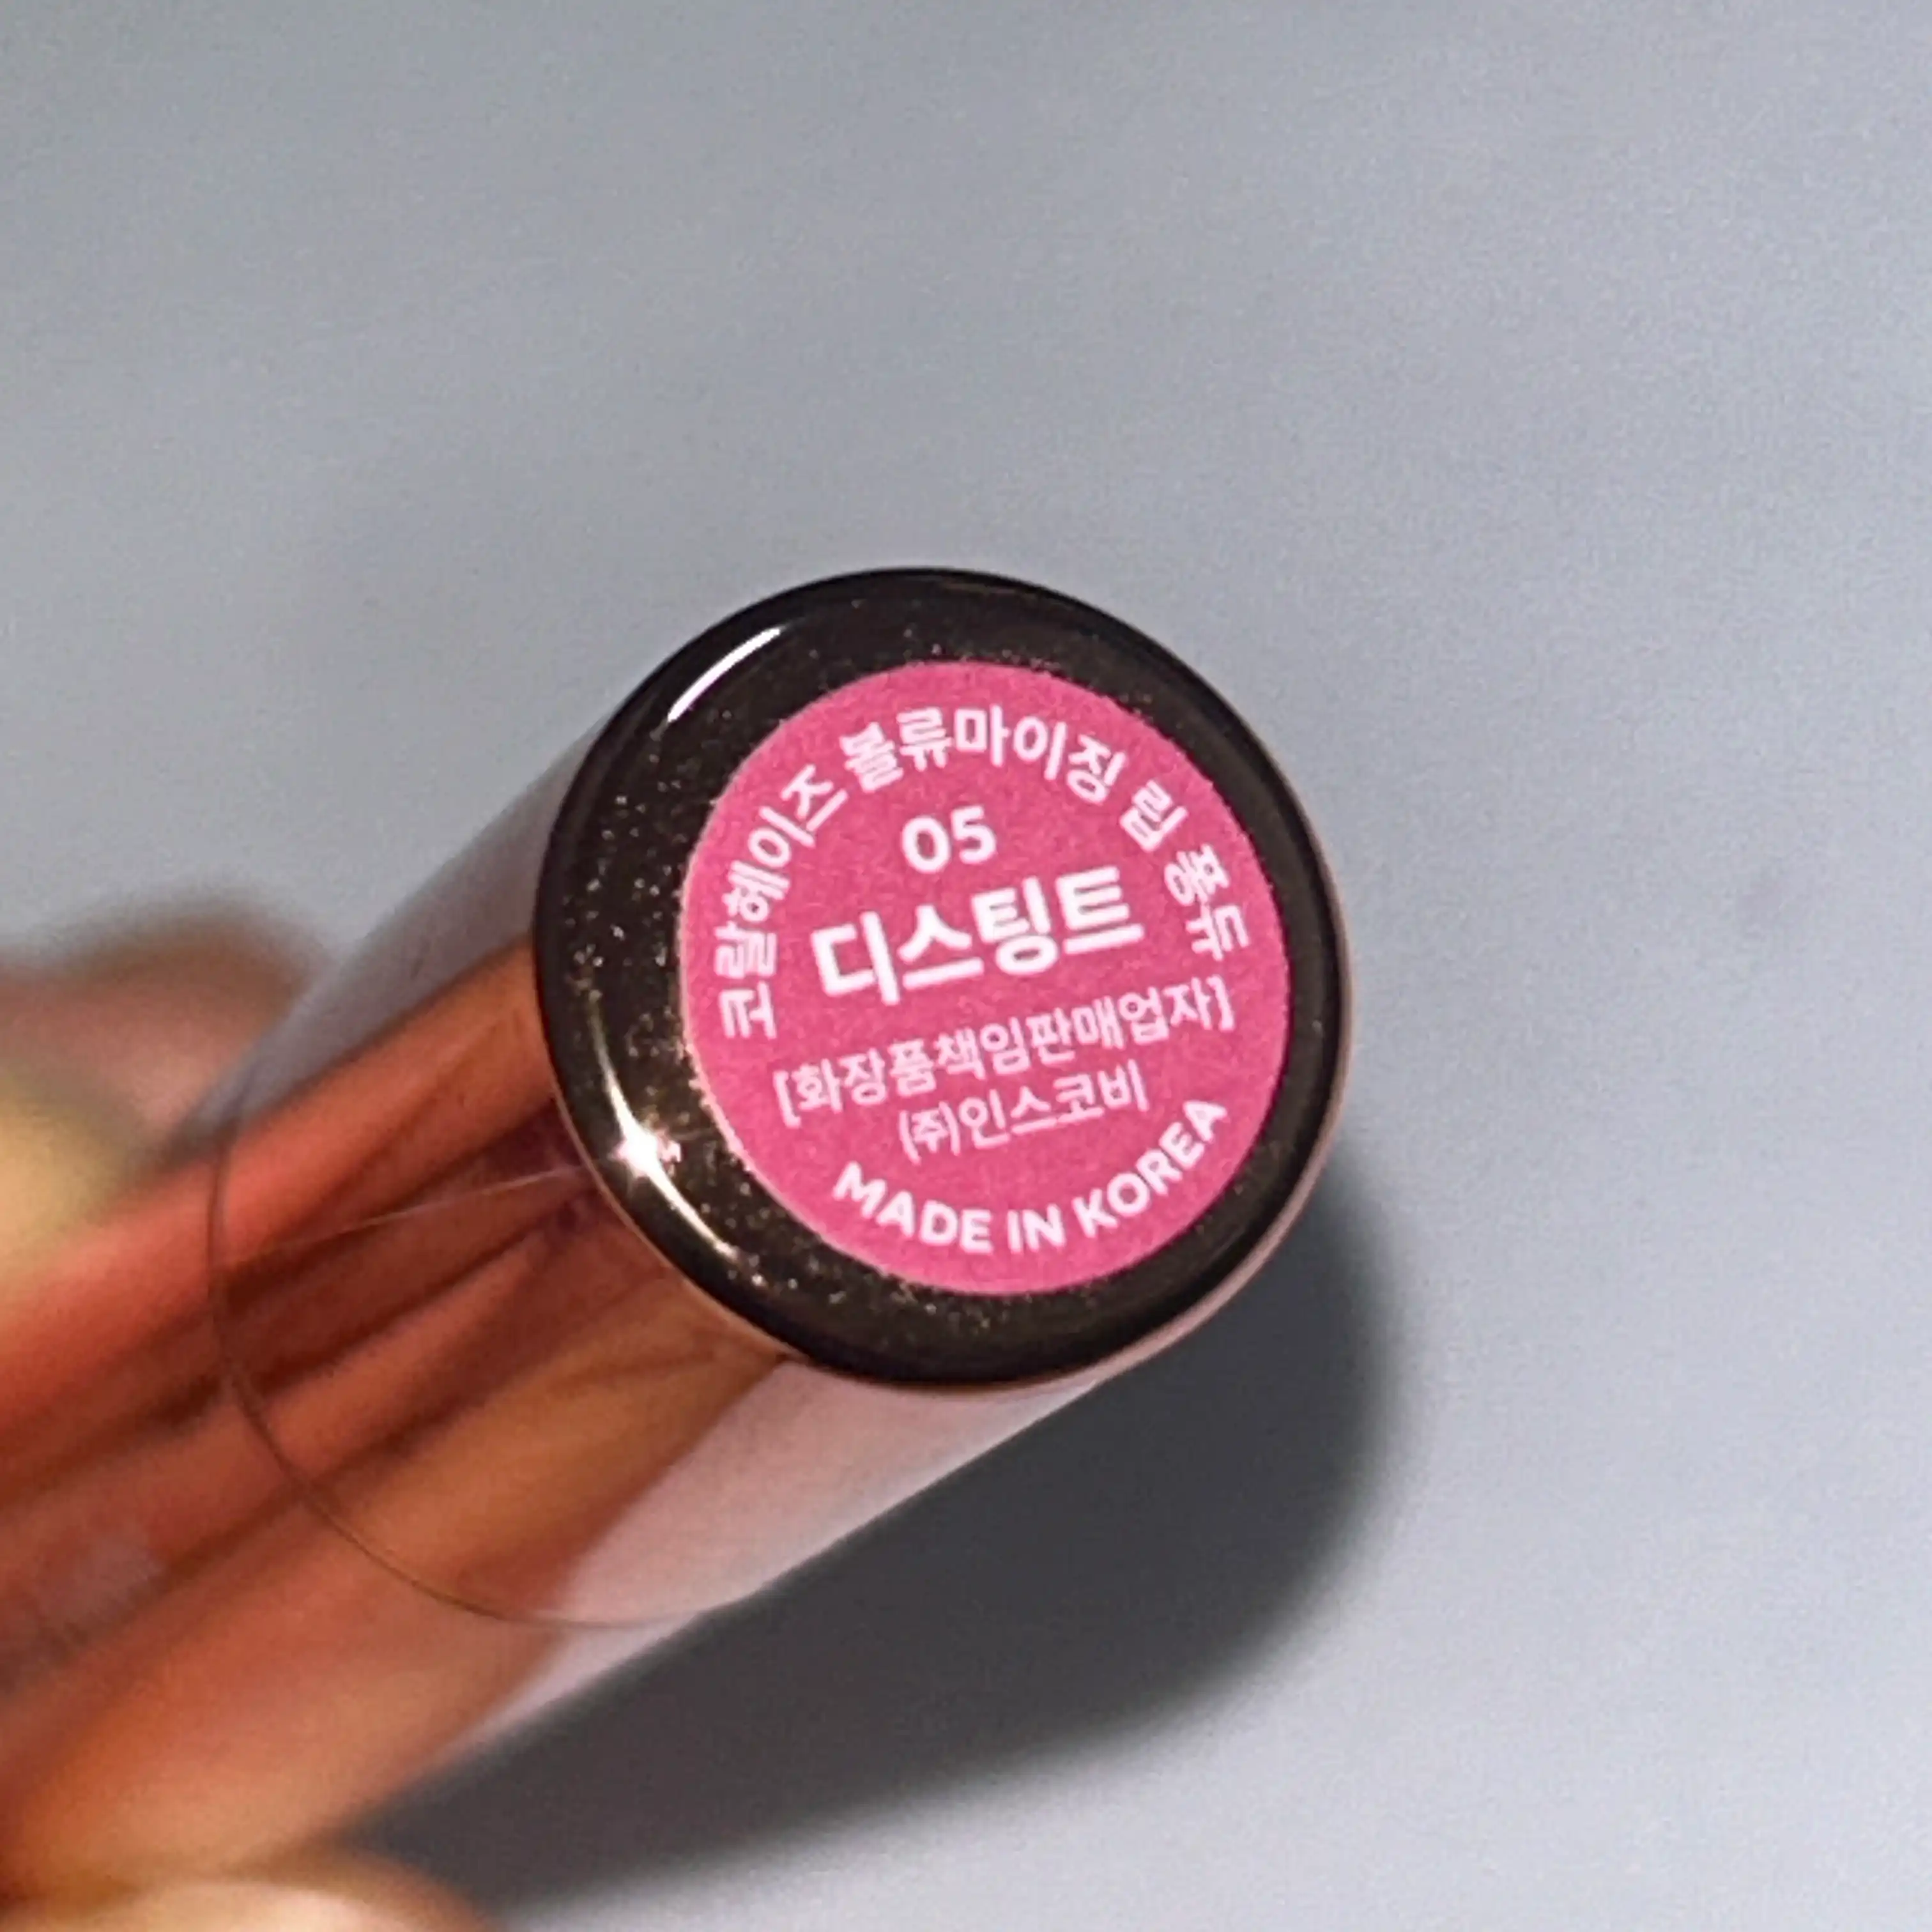 코랄헤이즈 볼류마이징 립 퐁듀
05
디스팅트
[화장품책임판매업자]
(주)인스코비
MADE IN KOREA